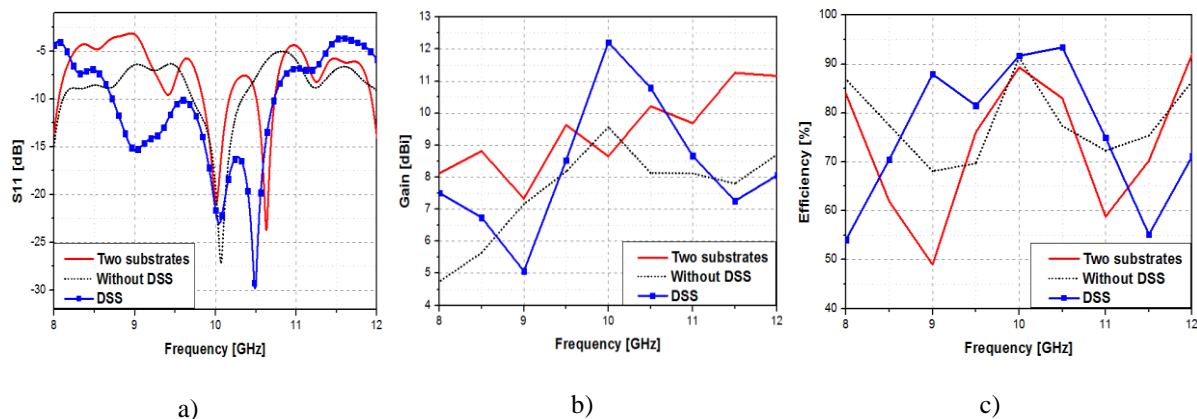 S11 [dB]
-5
-10
-15
-20
-25
-30
Two substrates
Without DSS
DSS
8
9
10
11
12
Frequency [GHz]
a)
Gain [dBi]
13
12
11
10
9
8
7
6
5
4
Two substrates
Without DSS
DSS
8
9
10
11
12
Frequency [GHz]
b)
Efficiency [%]
100
90
80
70
60
50
40
Two substrates
Without DSS
DSS
8
9
10
11
12
Frequency [GHz]
c)